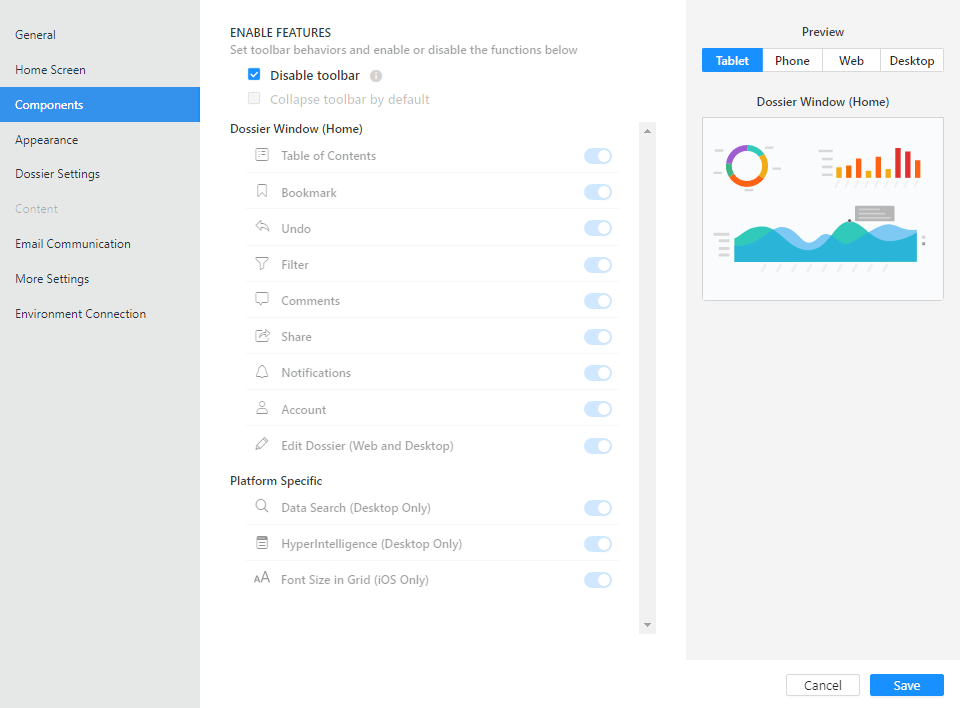 General
Home Screen
Components
Appearance
Dossier Settings
Content
Email Communication
More Settings
Environment Connection
ENABLE FEATURES
Set toolbar behaviors and enable or disable the functions below
Disable toolbar
Collapse toolbar by default
Dossier Window (Home)
Table of Contents
Bookmark
Undo
Filter
Comments
Share
Notifications
Account
Edit Dossier (Web and Desktop)
Platform Specific
Data Search (Desktop Only)
HyperIntelligence (Desktop Only)
AA Font Size in Grid (iOS Only)
Preview
Tablet Phone Web Desktop
Dossier Window (Home)
Cancel Save